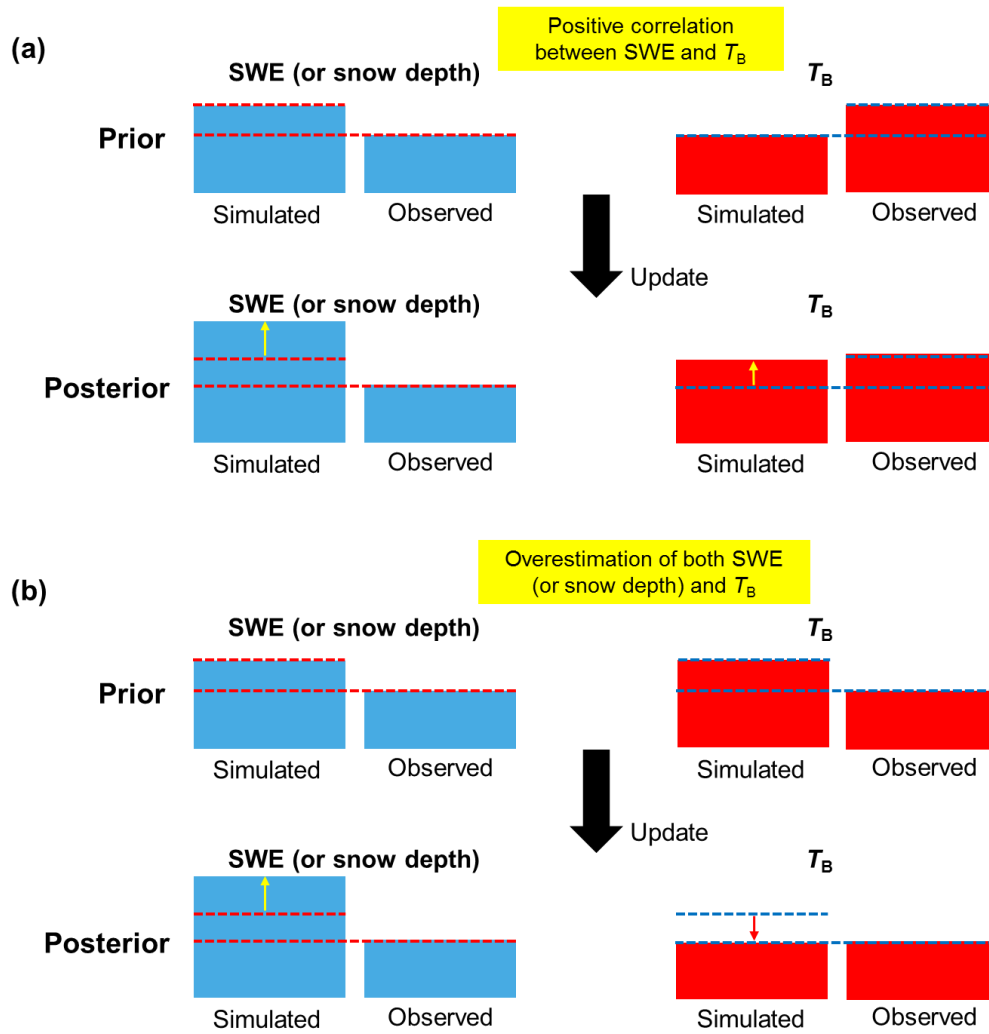 (a)
Positive correlation
between SWE and TB
SWE (or snow depth)
TB
Prior
Simulated
Observed
Simulated
Observed
Update
SWE (or snow depth)
TB
Posterior
Simulated
Observed
Simulated
Observed
(b)
Overestimation of both SWE
(or snow depth) and TB
SWE (or snow depth)
TB
Prior
Simulated
Observed
Simulated
Observed
Update
SWE (or snow depth)
TB
Posterior
Simulated
Observed
Simulated
Observed